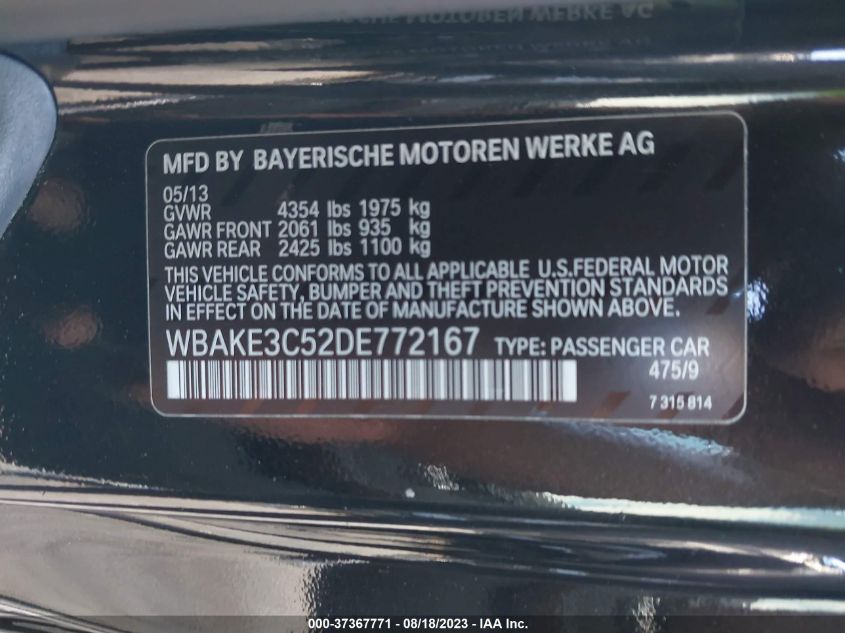 MFD BY BAYERISCHE MOTOREN WERKE AG
05/13
GVWR 4354 lbs 1975 kg
GAWR FRONT 2061 lbs 935 kg
GAWR REAR 2425 lbs 1100 kg
THIS VEHICLE CONFORMS TO ALL APPLICABLE U.S.FEDERAL MOTOR
VEHICLE SAFETY, BUMPER AND THEFT PREVENTION STANDARDS
IN EFFECT ON THE DATE OF MANUFACTURE SHOWN ABOVE.
WBAKE3C52DE772167 TYPE: PASSENGER CAR
475/9
7 315 814
000-37367771 - 08/18/2023 - IAA Inc.